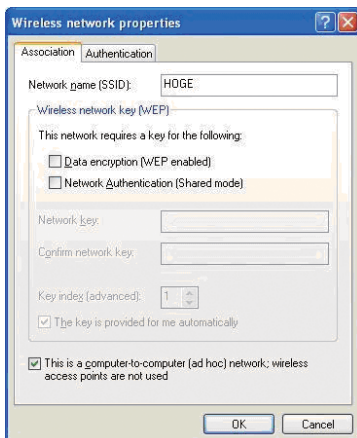 Wireless network properties
Association
Authentication
Network name (SSID):
HOGE
Wireless network key (WEP)
This network requires a key for the following:
Data encryption (WEP enabled)
Network Authentication (Shared mode)
Network key:
Confirm network key:
Key index (advanced):
1
The key is provided for me automatically
This is a computer-to-computer (ad hoc) network; wireless
access points are not used
OK
Cancel